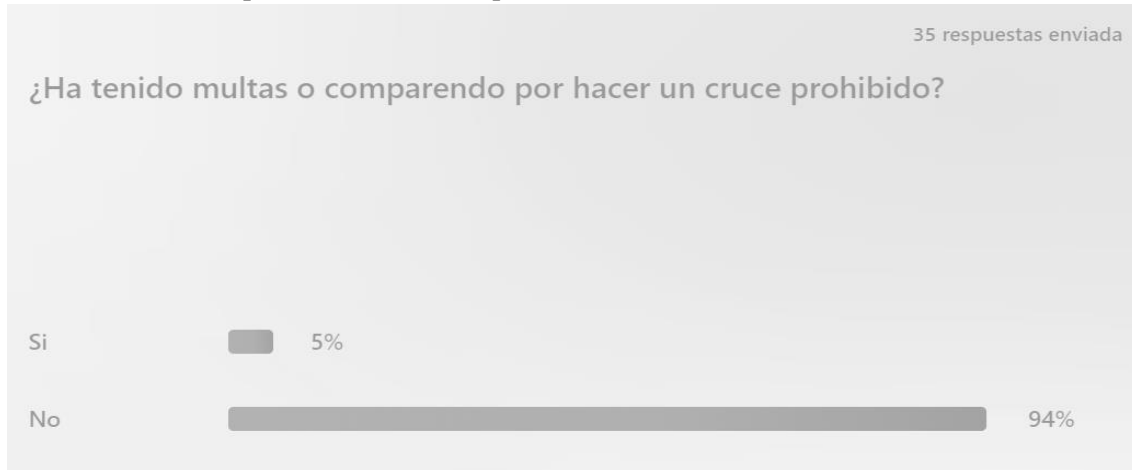 35 respuestas enviada
¿Ha tenido multas o comparendo por hacer un cruce prohibido?
Si 5%
No 94%